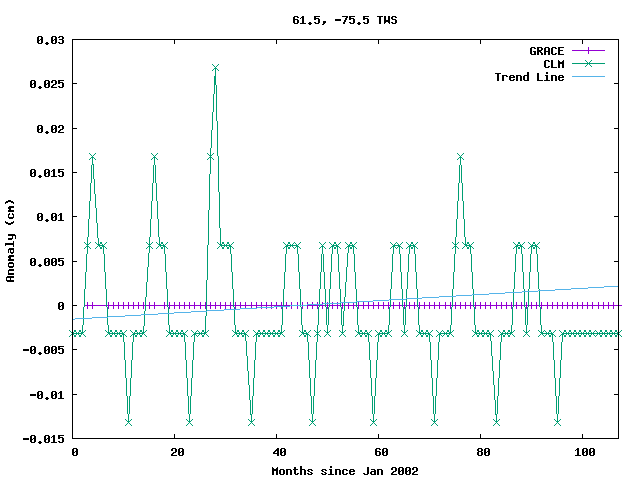 61.5, -75.5 TWS
GRACE
CLM
Trend Line
0.03
0.025
0.02
0.015
0.01
0.005
0
-0.005
-0.01
-0.015
Anomaly (cm)
0 20 40 60 80 100
Months since Jan 2002